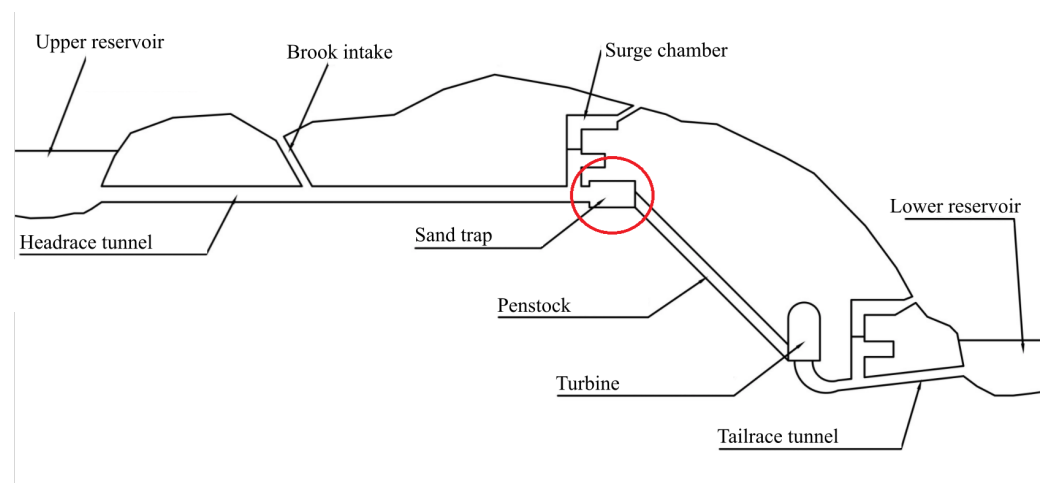 Upper reservoir
Brook intake
Surge chamber
Lower reservoir
Headrace tunnel
Sand trap
Penstock
Turbine
Tailrace tunnel